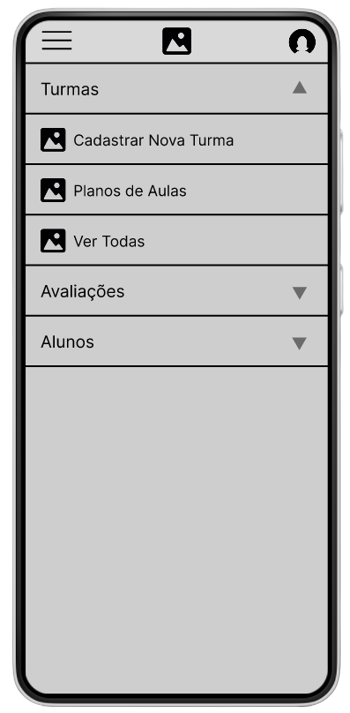 Turmas
Cadastrar Nova Turma
Planos de Aulas
Ver Todas
Avaliações
Alunos